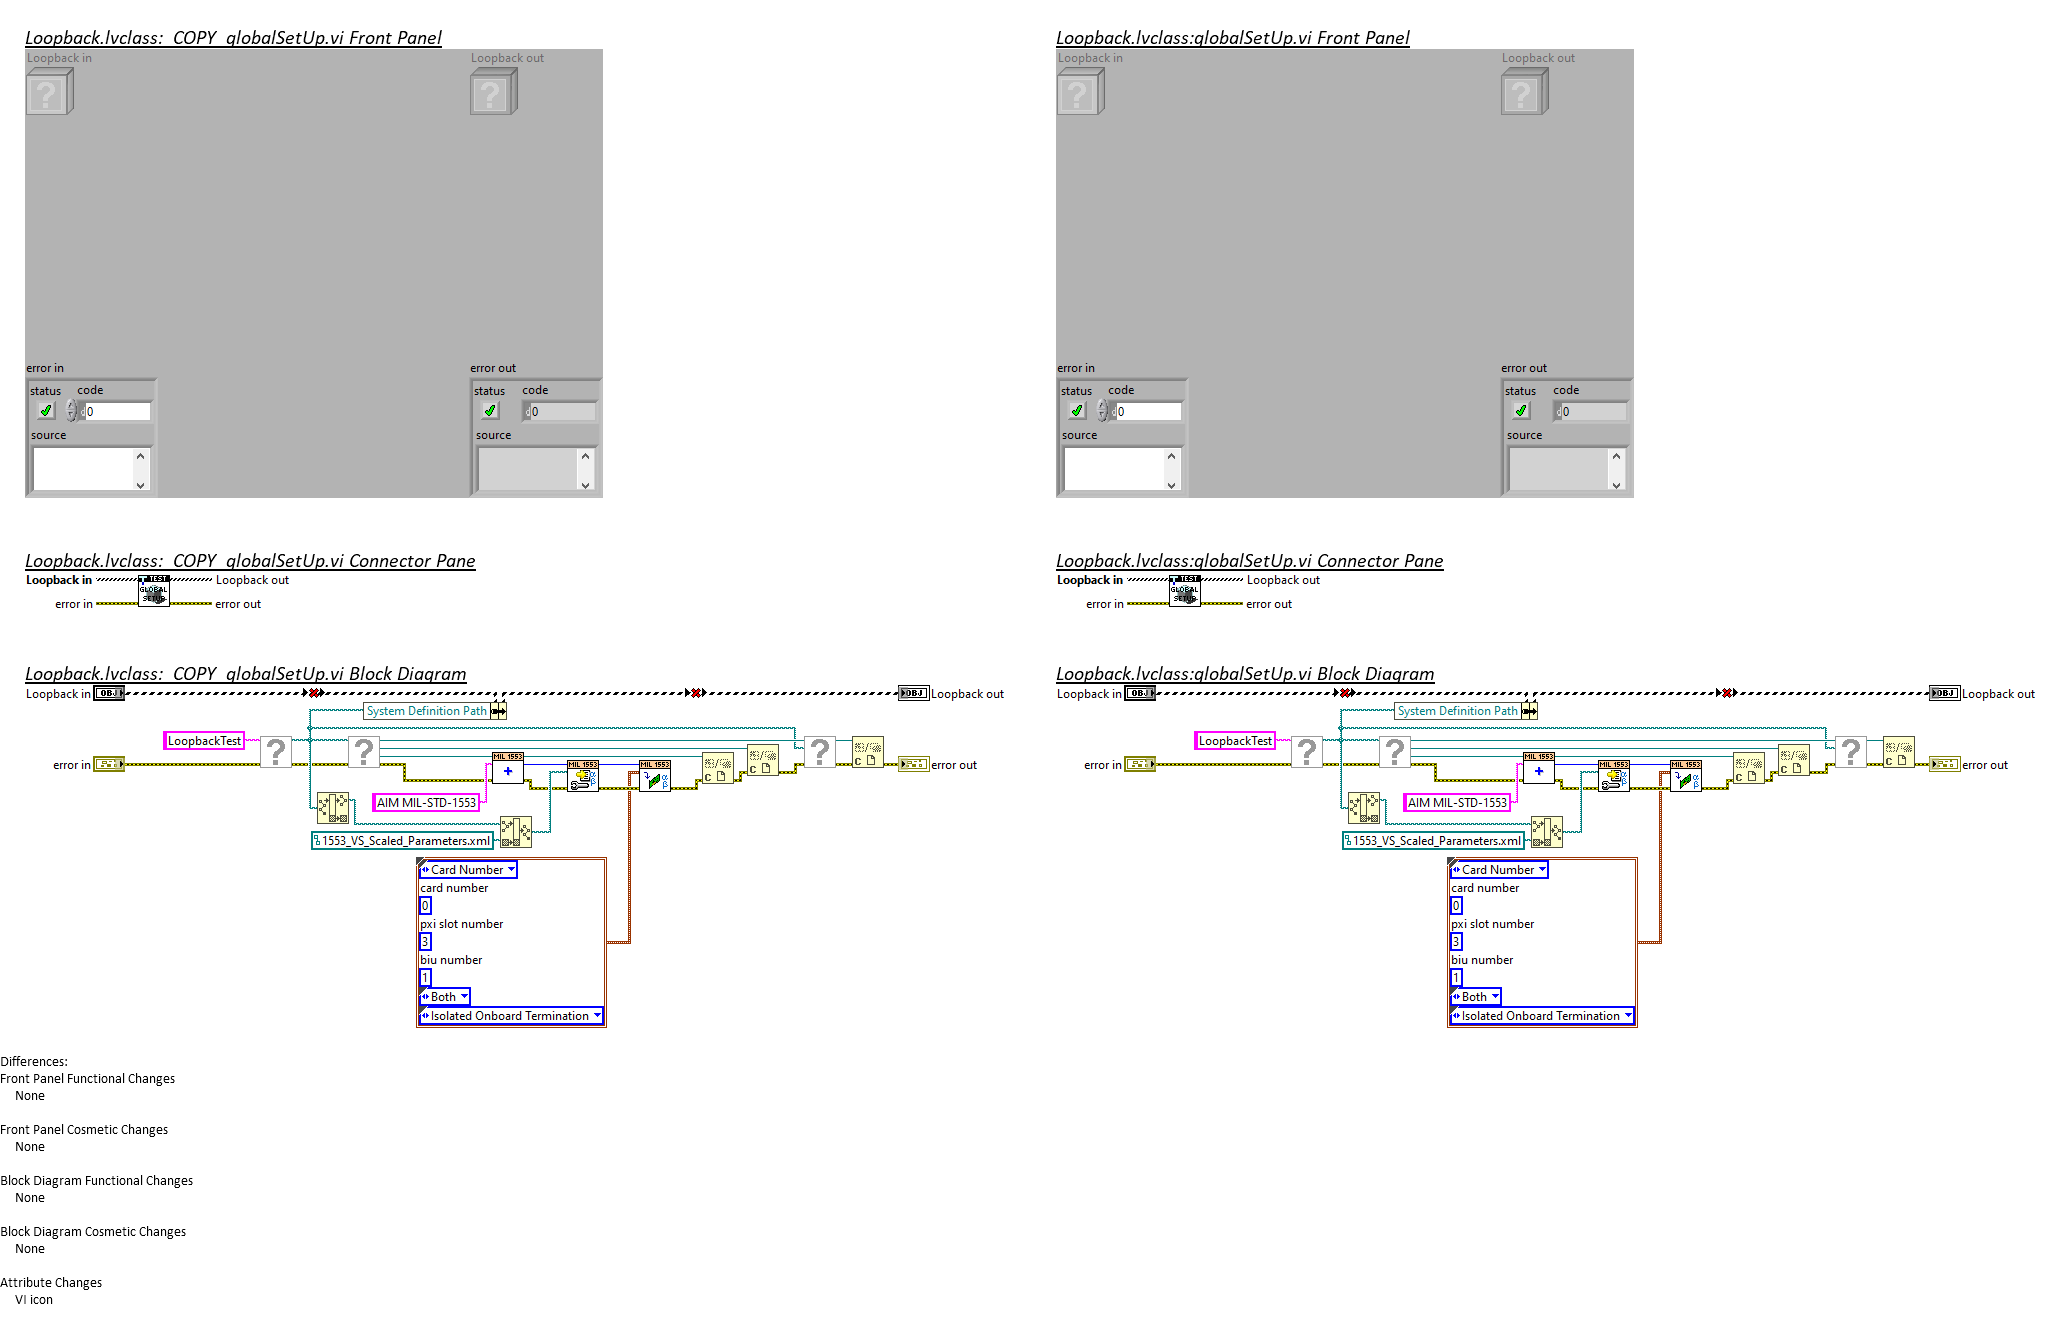 Loopback.lvclass:  COPY  globalSetUp.vi Front Panel
Loopback in
Loopback out
error in
status code
0
source
error out
status code
0
source
Loopback.lvclass:  COPY  globalSetUp.vi Connector Pane
Loopback in
Loopback out
TEST
GLOBAL
SETUP
error in
error out
Loopback.lvclass:  COPY  globalSetUp.vi Block Diagram
Loopback in
OBJ
OBJ
Loopback out
System Definition Path
LoopbackTest
?
?
?
error in
error out
MIL 1553
MIL 1553
MIL 1553
AIM MIL-STD-1553
1553_VS_Scaled_Parameters.xml
Card Number
card number
0
pxi slot number
3
biu number
1
Both
Isolated Onboard Termination
Loopback.lvclass:globalSetUp.vi Front Panel
Loopback in
Loopback out
error in
status code
0
source
error out
status code
0
source
Loopback.lvclass:globalSetUp.vi Connector Pane
Loopback in
Loopback out
TEST
GLOBAL
SETUP
error in
error out
Loopback.lvclass:globalSetUp.vi Block Diagram
Loopback in
OBJ
OBJ
Loopback out
System Definition Path
LoopbackTest
?
?
?
error in
error out
MIL 1553
MIL 1553
MIL 1553
AIM MIL-STD-1553
1553_VS_Scaled_Parameters.xml
Card Number
card number
0
pxi slot number
3
biu number
1
Both
Isolated Onboard Termination
Differences:
Front Panel Functional Changes
None
Front Panel Cosmetic Changes
None
Block Diagram Functional Changes
None
Block Diagram Cosmetic Changes
None
Attribute Changes
VI icon